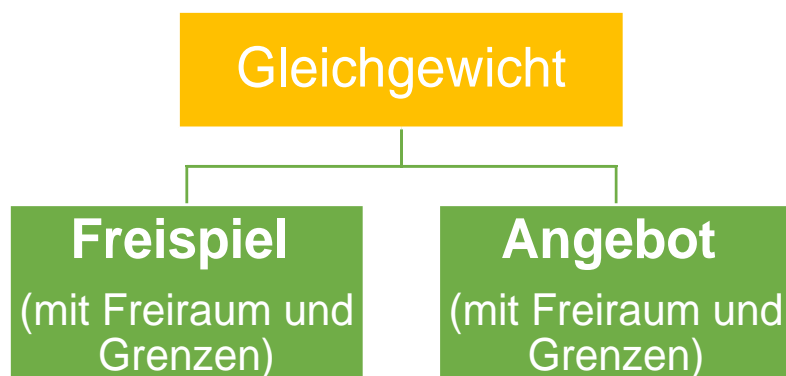 Gleichgewicht
Freispiel
(mit Freiraum und
Grenzen)
Angebot
(mit Freiraum und
Grenzen)